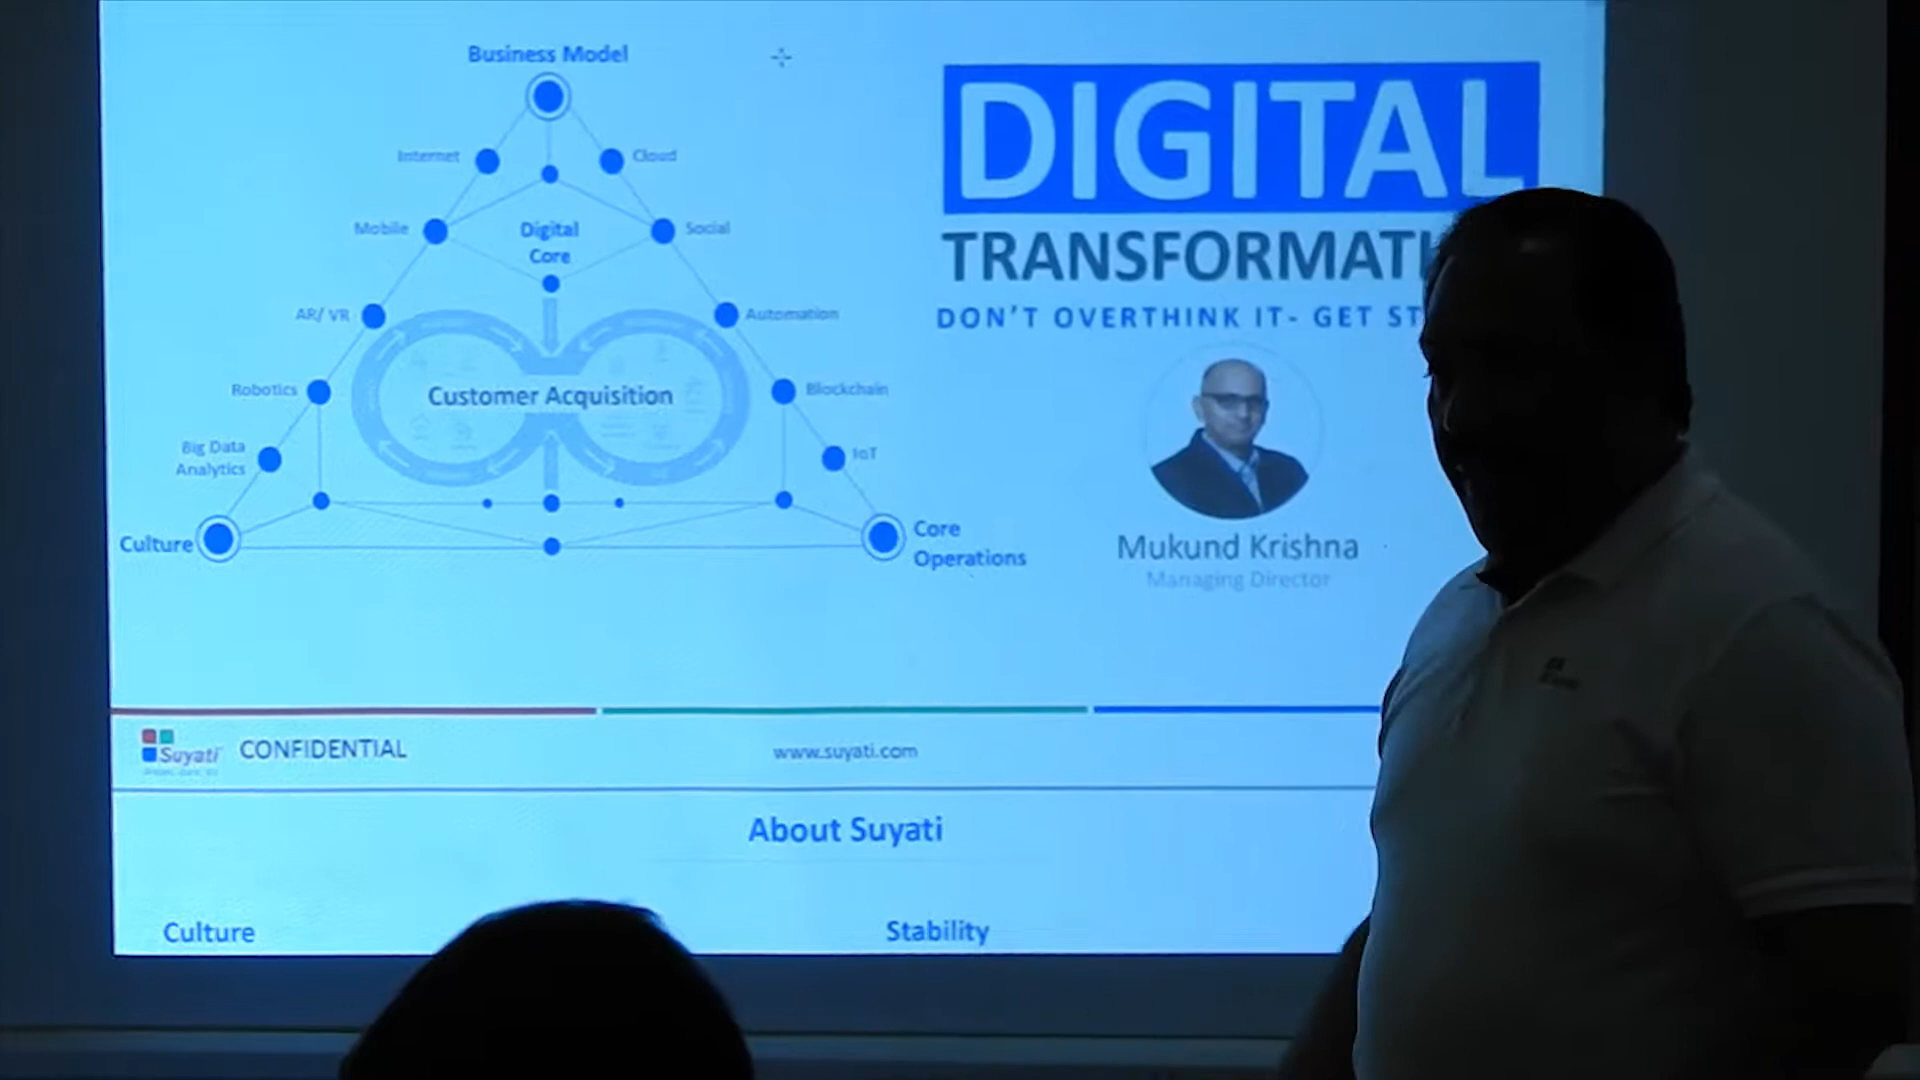 Business Model
Internet
Cloud
Mobile
Digital
Core
Social
AR/ VR
Automation
Customer Acquisition
Robotics
Blockchain
Big Data
Analytics
IoT
Culture
Core
Operations
DIGITAL
TRANSFORMATI
DON'T OVERTHINK IT- GET ST
Mukund Krishna
Managing Director
Suyati
CONFIDENTIAL
www.suyati.com
About Suyati
Culture
Stability